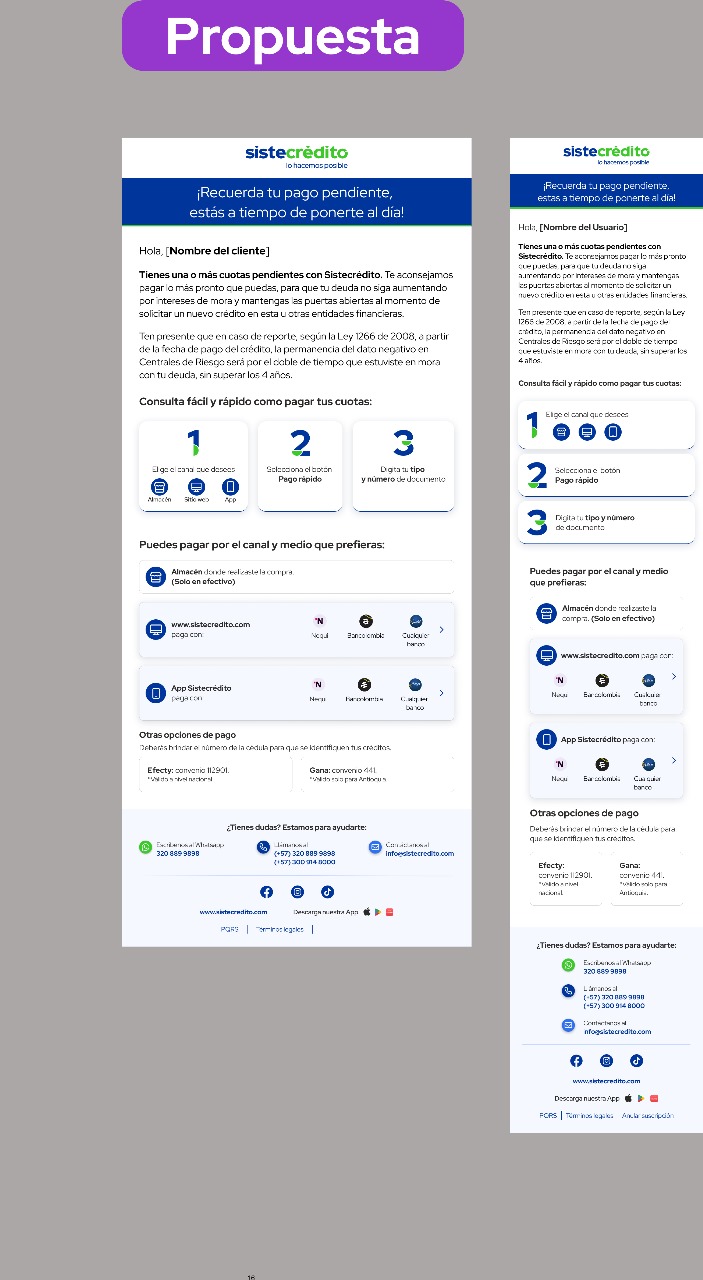 Propuesta
sistecrédito
lo hacemos posible
¡Recuerda tu pago pendiente,
estás a tiempo de ponerte al día!
Hola, [Nombre del cliente]
Tienes una o más cuotas pendientes con Sistecrédito. Te aconsejamos
pagar lo más pronto que puedas, para que tu deuda no siga aumentando
por intereses de mora y mantengas las puertas abiertas al momento de
solicitar un nuevo crédito en esta u otras entidades financieras.
Ten presente que en caso de reporte, según la Ley 1266 de 2008, a partir
de la fecha de pago del crédito, la permanencia del dato negativo en
Centrales de Riesgo será por el doble de tiempo que estuviste en mora
con tu deuda, sin superar los 4 años.
Consulta fácil y rápido como pagar tus cuotas:
1
Elige el canal que desees
Almacén
Sitio web
App
2
Selecciona el botón
Pago rápido
3
Digita tu tipo
y número de documento
Puedes pagar por el canal y medio que prefieras:
Almacén donde realizaste la compra.
(Solo en efectivo)
www.sistecredito.com
paga con:
Nequi
Bancolombia
Cualquier
banco
App Sistecrédito
paga con:
Nequi
Bancolombia
Cualquier
banco
Otras opciones de pago
Deberás brindar el número de la cédula para que se identifiquen tus créditos.
Efecty: convenio 112901.
*Válido a nivel nacional.
Gana: convenio 441.
*Válido solo para Antioquia.
¿Tienes dudas? Estamos para ayudarte:
Escríbenos al Whatsapp
320 889 9898
Llámanos al
(+57) 320 889 9898
(+57) 300 914 8000
Contáctanos al
info@sistecredito.com
www.sistecredito.com
Descarga nuestra App
PQRS
Términos legales
sistecrédito
lo hacemos posible
¡Recuerda tu pago pendiente,
estas a tiempo de ponerte al día!
Hola, [Nombre del Usuario]
Tienes una o más cuotas pendientes con
Sistecrédito. Te aconsejamos pagar lo más pronto
que puedas, para que tu deuda no siga
aumentando por intereses de mora y mantengas
las puertas abiertas al momento de solicitar un
nuevo crédito en esta u otras entidades financieras.
Ten presente que en caso de reporte, según la Ley
1266 de 2008, a partir de la fecha de pago del
crédito, la permanencia del dato negativo en
Centrales de Riesgo será por el doble de tiempo
que estuviste en mora con tu deuda, sin superar los
4 años.
Consulta fácil y rápido como pagar tus cuotas:
1
Elige el canal que desees
2
Selecciona el botón
Pago rápido
3
Digita tu tipo y número
de documento
Puedes pagar por el canal y medio
que prefieras:
Almacén donde realizaste la
compra. (Solo en efectivo)
www.sistecredito.com paga con:
Nequi
Bancolombia
Cualquier
banco
App Sistecrédito paga con:
Nequi
Bancolombia
Cualquier
banco
Otras opciones de pago
Deberás brindar el número de la cédula para
que se identifiquen tus créditos.
Efecty:
convenio 112901.
*Válido a nivel
nacional.
Gana:
convenio 441.
*Válido solo para
Antioquia.
¿Tienes dudas? Estamos para ayudarte:
Escríbenos al Whatsapp
320 889 9898
Llámanos al
(+57) 320 889 9898
(+57) 300 914 8000
Contáctanos al
info@sistecredito.com
www.sistecredito.com
Descarga nuestra App
PQRS
Términos legales
Anular suscripción
16